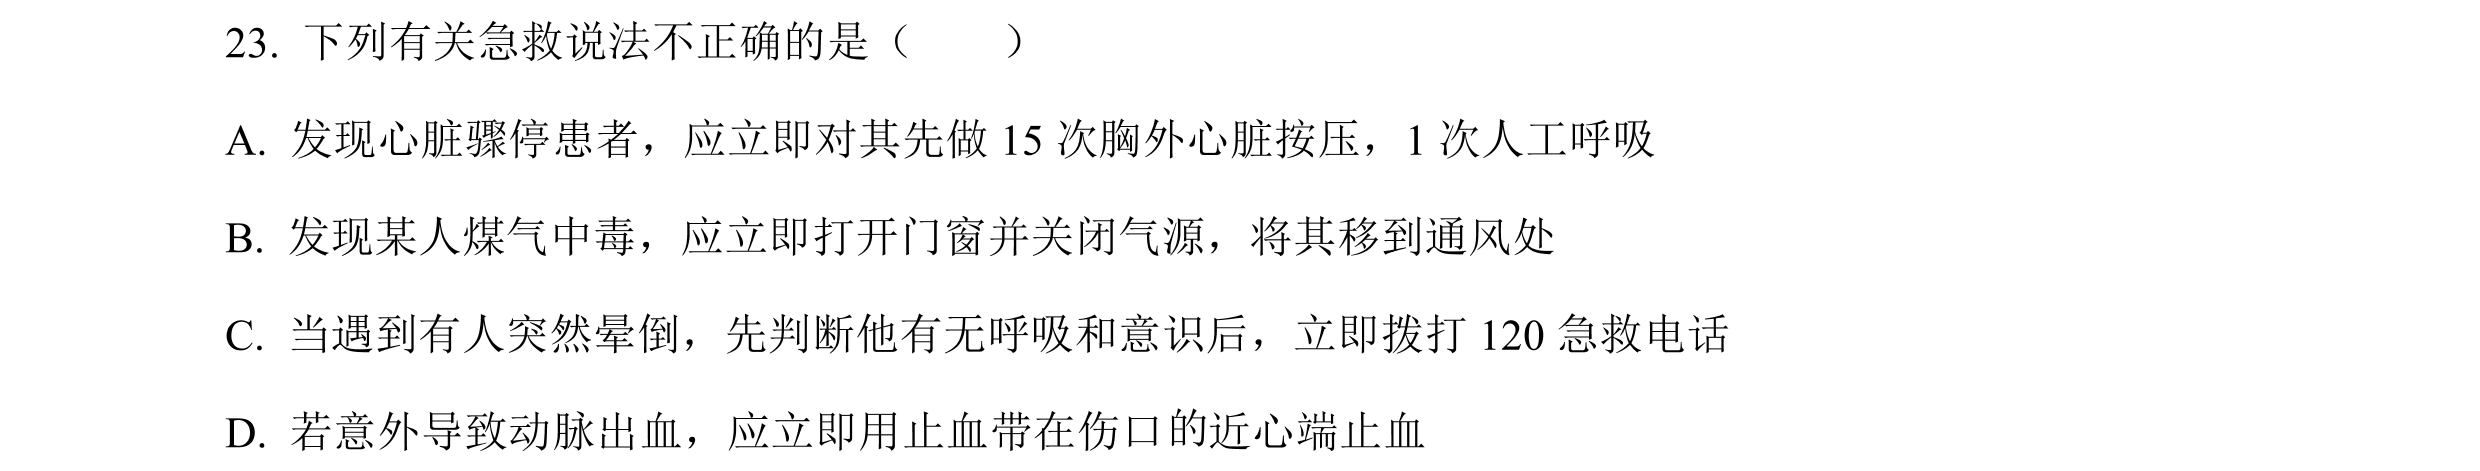 23. 下列有关急救说法不正确的是（　　）
A. 发现心脏骤停患者，应立即对其先做 15 次胸外心脏按压，1 次人工呼吸
B. 发现某人煤气中毒，应立即打开门窗并关闭气源，将其移到通风处
C. 当遇到有人突然晕倒，先判断他有无呼吸和意识后，立即拨打 120 急救电话
D. 若意外导致动脉出血，应立即用止血带在伤口的近心端止血